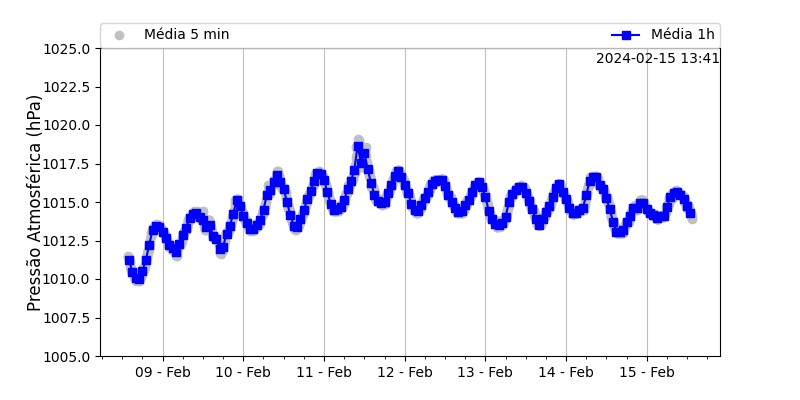 Média 5 min
Média 1h
2024-02-15 13:41
Pressão Atmosférica (hPa)
1025.0
1022.5
1020.0
1017.5
1015.0
1012.5
1010.0
1007.5
1005.0
09 - Feb
10 - Feb
11 - Feb
12 - Feb
13 - Feb
14 - Feb
15 - Feb